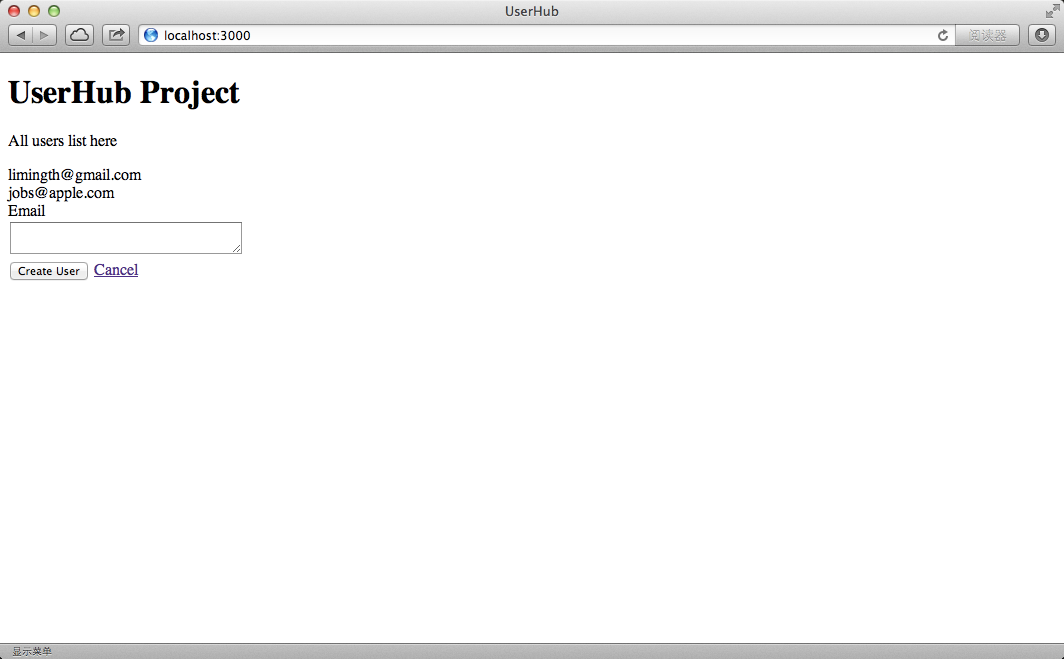 UserHub
localhost:3000
阅读器
UserHub Project
All users list here
limingth@gmail.com
jobs@apple.com
Email
Create User Cancel
显示菜单